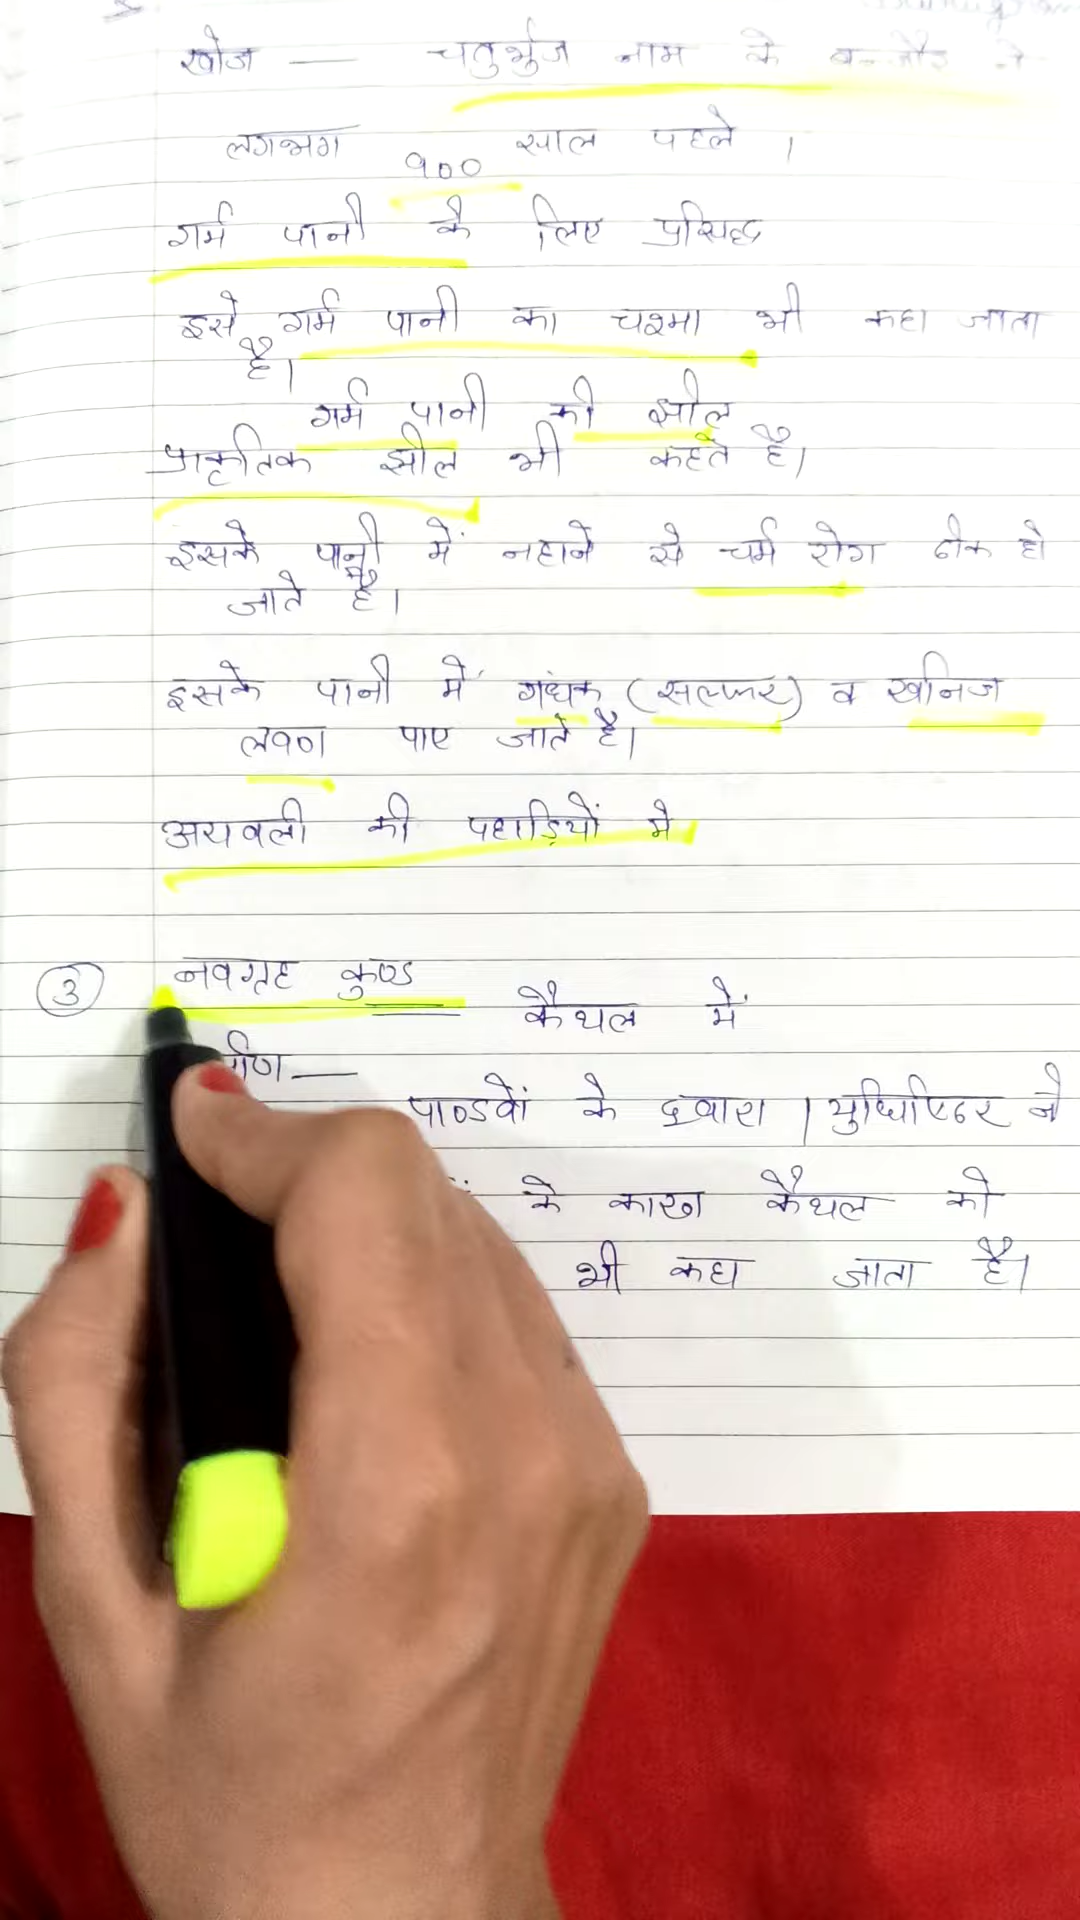 खोज — चतुर्भुज नाम के ने
लगभग 900 साल पहले ।
गर्म पानी के लिए प्रसिद्ध
इसे गर्म पानी का चश्मा भी कहा जाता
है।
गर्म पानी की झील
प्राकृतिक झील भी कहते है।
इसके पानी में नहाने से चर्म रोग ठीक हो
जाते है।
इसके पानी में गंधक (सल्फर) व खनिज
लवण पाए जाते है।
अरावली की पहाड़ियों मे
③ नवग्रह कुण्ड
कैथल में
पाण्डवों के द्वारा । युधिष्ठिर ने
के कारण कैथल को
भी कहा जाता है।